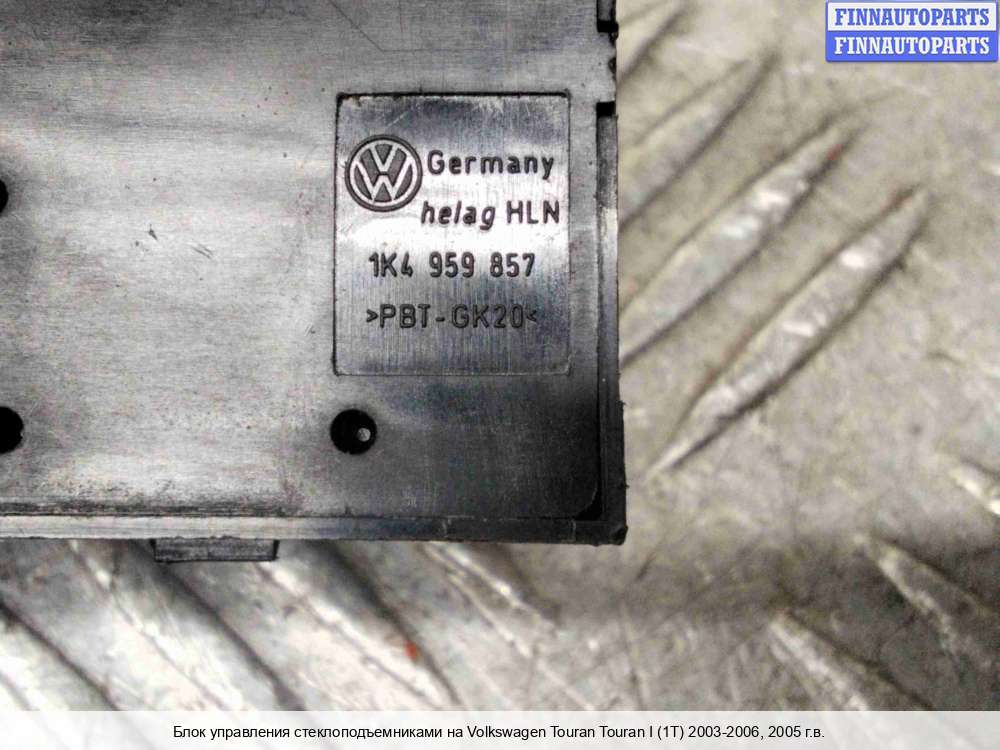 FINNAUTOPARTS
FINNAUTOPARTS
Germany
helag HLN
1K4 959 857
>PBT-GK20<
Блок управления стеклоподъемниками на Volkswagen Touran Touran I (1T) 2003-2006, 2005 г.в.